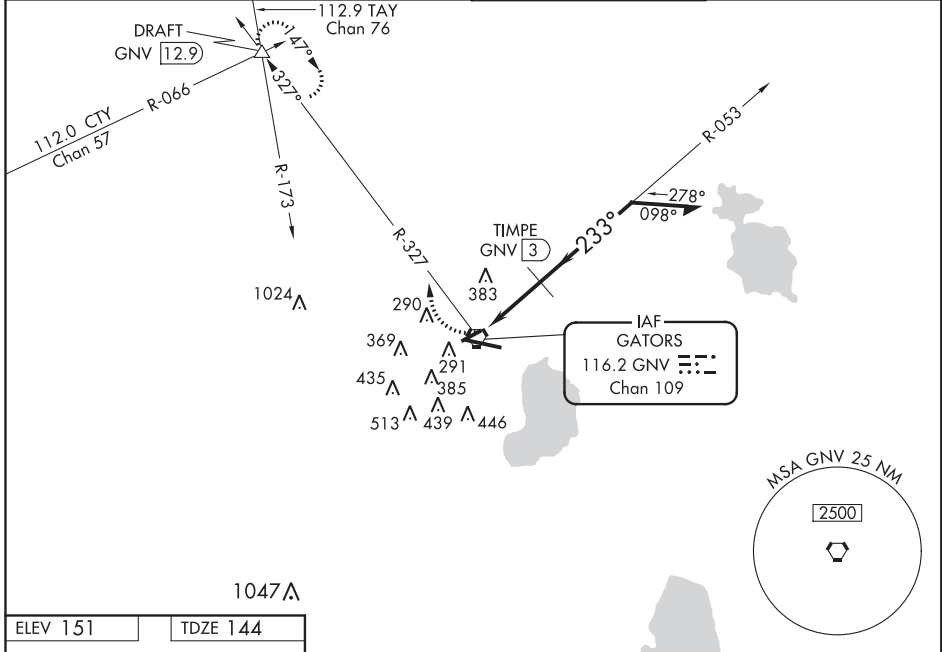 112.9 TAY
Chan 76
DRAFT
GNV 12.9
147°
327°
R-066
112.0 CTY
Chan 57
R-173
R-053
278°
098°
233°
TIMPE
GNV 3
R-327
383
1024
290
369
291
435
385
513
439
446
IAF
GATORS
116.2 GNV
Chan 109
MSA GNV 25 NM
2500
1047
ELEV 151
TDZE 144